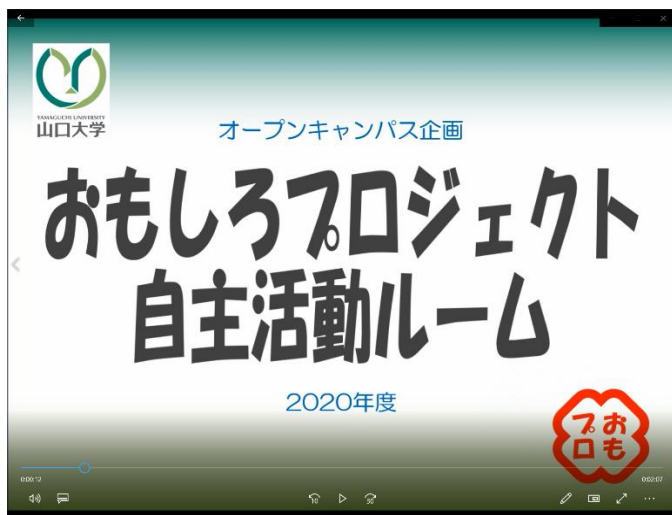 YAMAGUCHI UNIVERSITY
山口大学
オープンキャンパス企画
おもしろプロジェクト
自主活動ルーム
2020年度
おも
プロ
0:00:12
0:02:07
10
30